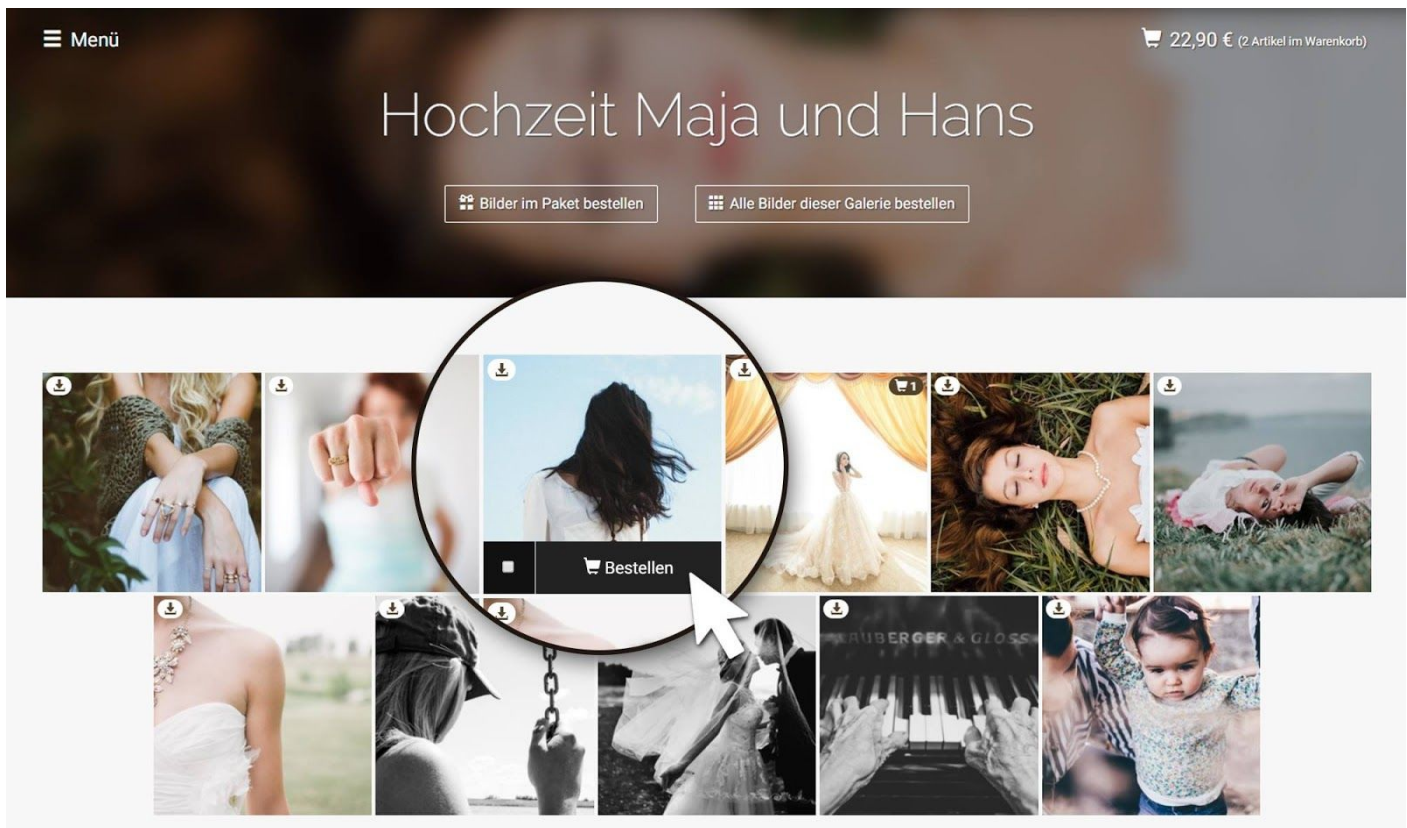 Menü
22,90 € (2 Artikel im Warenkorb)
Hochzeit Maja und Hans
Bilder im Paket bestellen
Alle Bilder dieser Galerie bestellen
1
Bestellen
AUBERGER & GLOSS